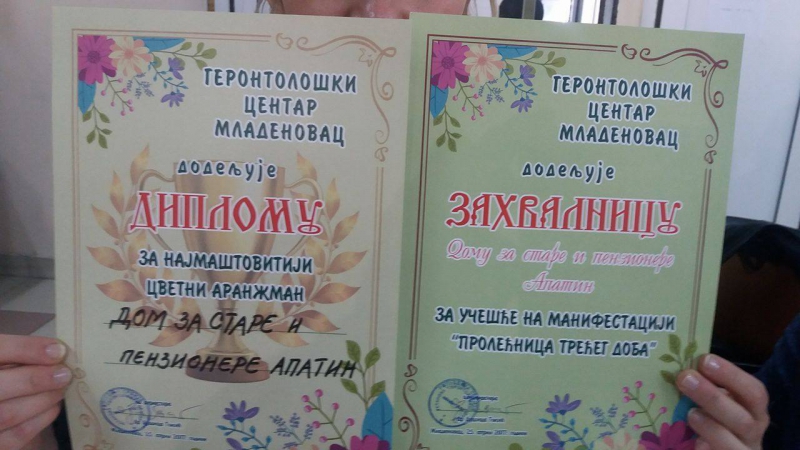 ГЕРОНТОЛОШКИ
ЦЕНТАР
МЛАДЕНОВАЦ
додељује
ДИПЛОМУ
ЗА НАЈМАШТОВИТИЈИ
ЦВЕТНИ АРАНЖМАН
ДОМ ЗА СТАРЕ И
ПЕНЗИОНЕРЕ АПАТИН
ГЕРОНТОЛОШКИ
ЦЕНТАР
МЛАДЕНОВАЦ
додељује
ЗАХВАЛНИЦУ
Дому за старе и пензионере
Апатин
ЗА УЧЕШЋЕ НА МАНИФЕСТАЦИЈИ
"ПРОЛЕЋНИЦА ТРЕЋЕГ ДОБА"